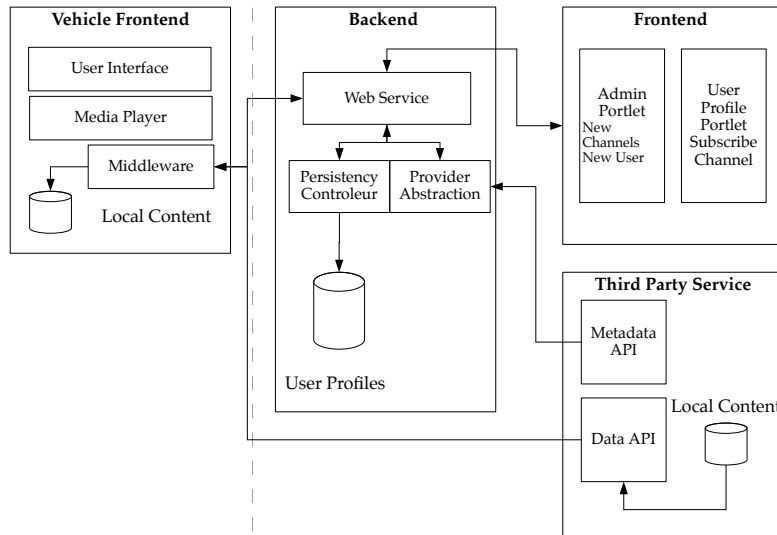 Vehicle Frontend
User Interface
Media Player
Middleware
Local Content
Backend
Web Service
Persistency
Controleur
Provider
Abstraction
User Profiles
Frontend
Admin
Portlet
New
Channels
New User
User
Profile
Portlet
Subscribe
Channel
Third Party Service
Metadata
API
Local Content
Data API